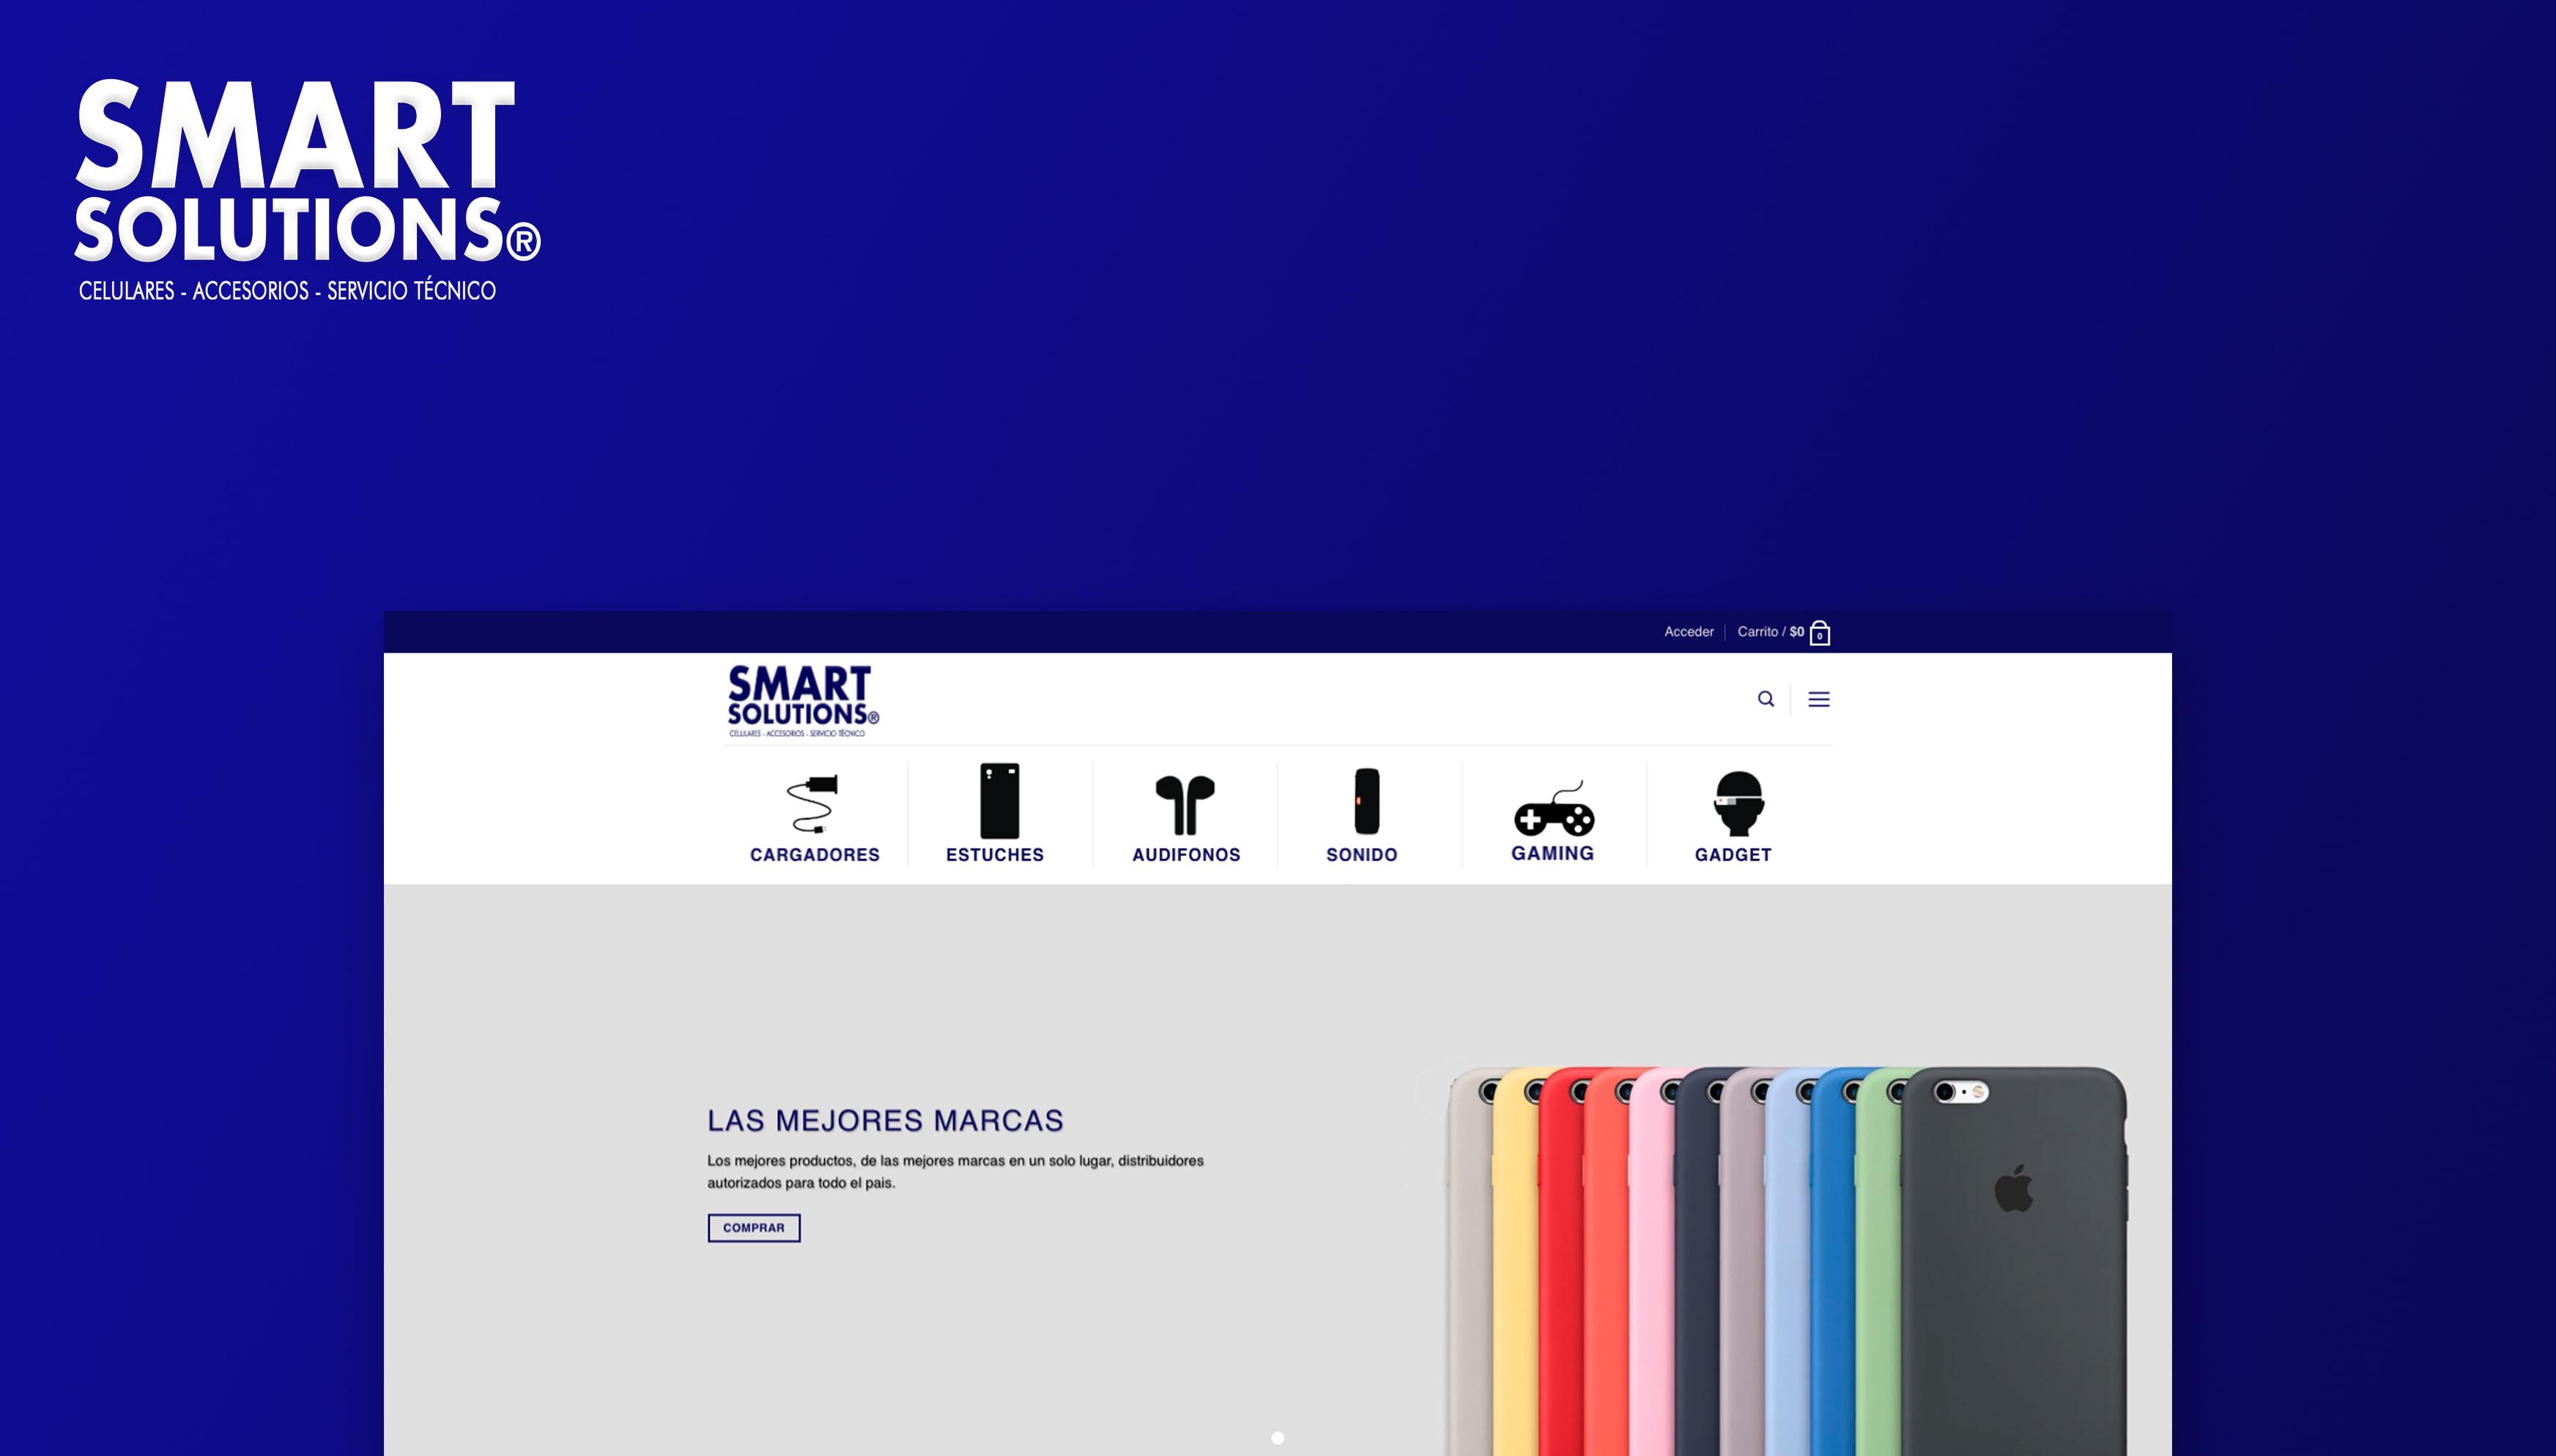 SMART
SOLUTIONS®
CELULARES - ACCESORIOS - SERVICIO TÉCNICO
Acceder Carrito / $0 0
SMART
SOLUTIONS®
CELULARES - ACCESORIOS - SERVICIO TÉCNICO
CARGADORES ESTUCHES AUDIFONOS SONIDO GAMING GADGET
LAS MEJORES MARCAS
Los mejores productos, de las mejores marcas en un solo lugar, distribuidores
autorizados para todo el pais.
COMPRAR